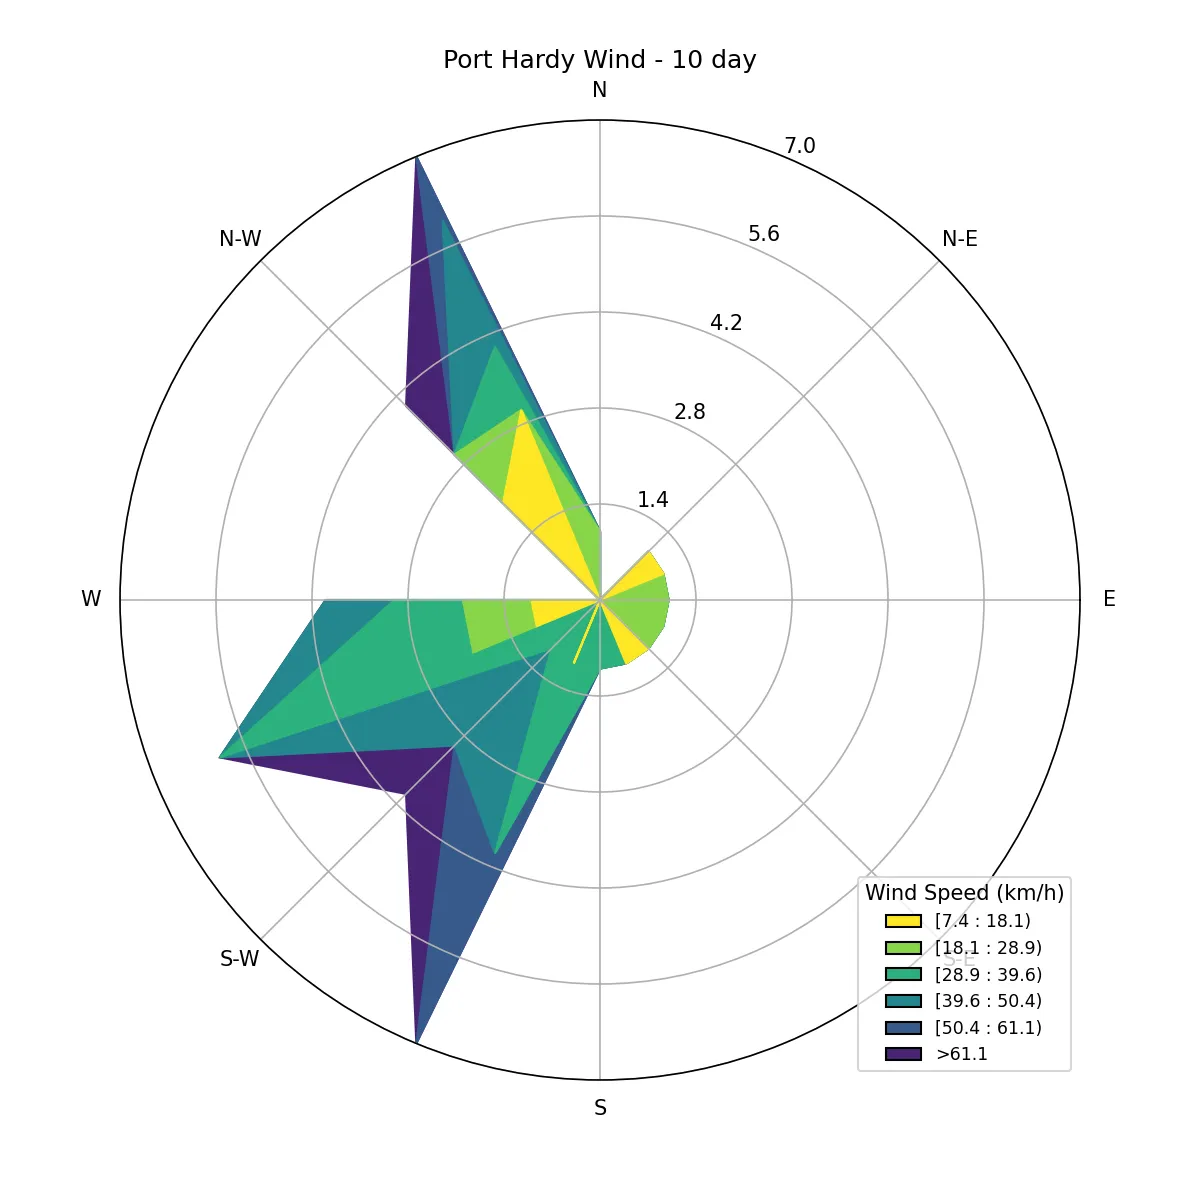 Port Hardy Wind - 10 day
N
7.0
N-W
5.6
N-E
4.2
2.8
1.4
W
E
S-W
S-E
S
Wind Speed (km/h)
[7.4 : 18.1)
[18.1 : 28.9)
[28.9 : 39.6)
[39.6 : 50.4)
[50.4 : 61.1)
>61.1